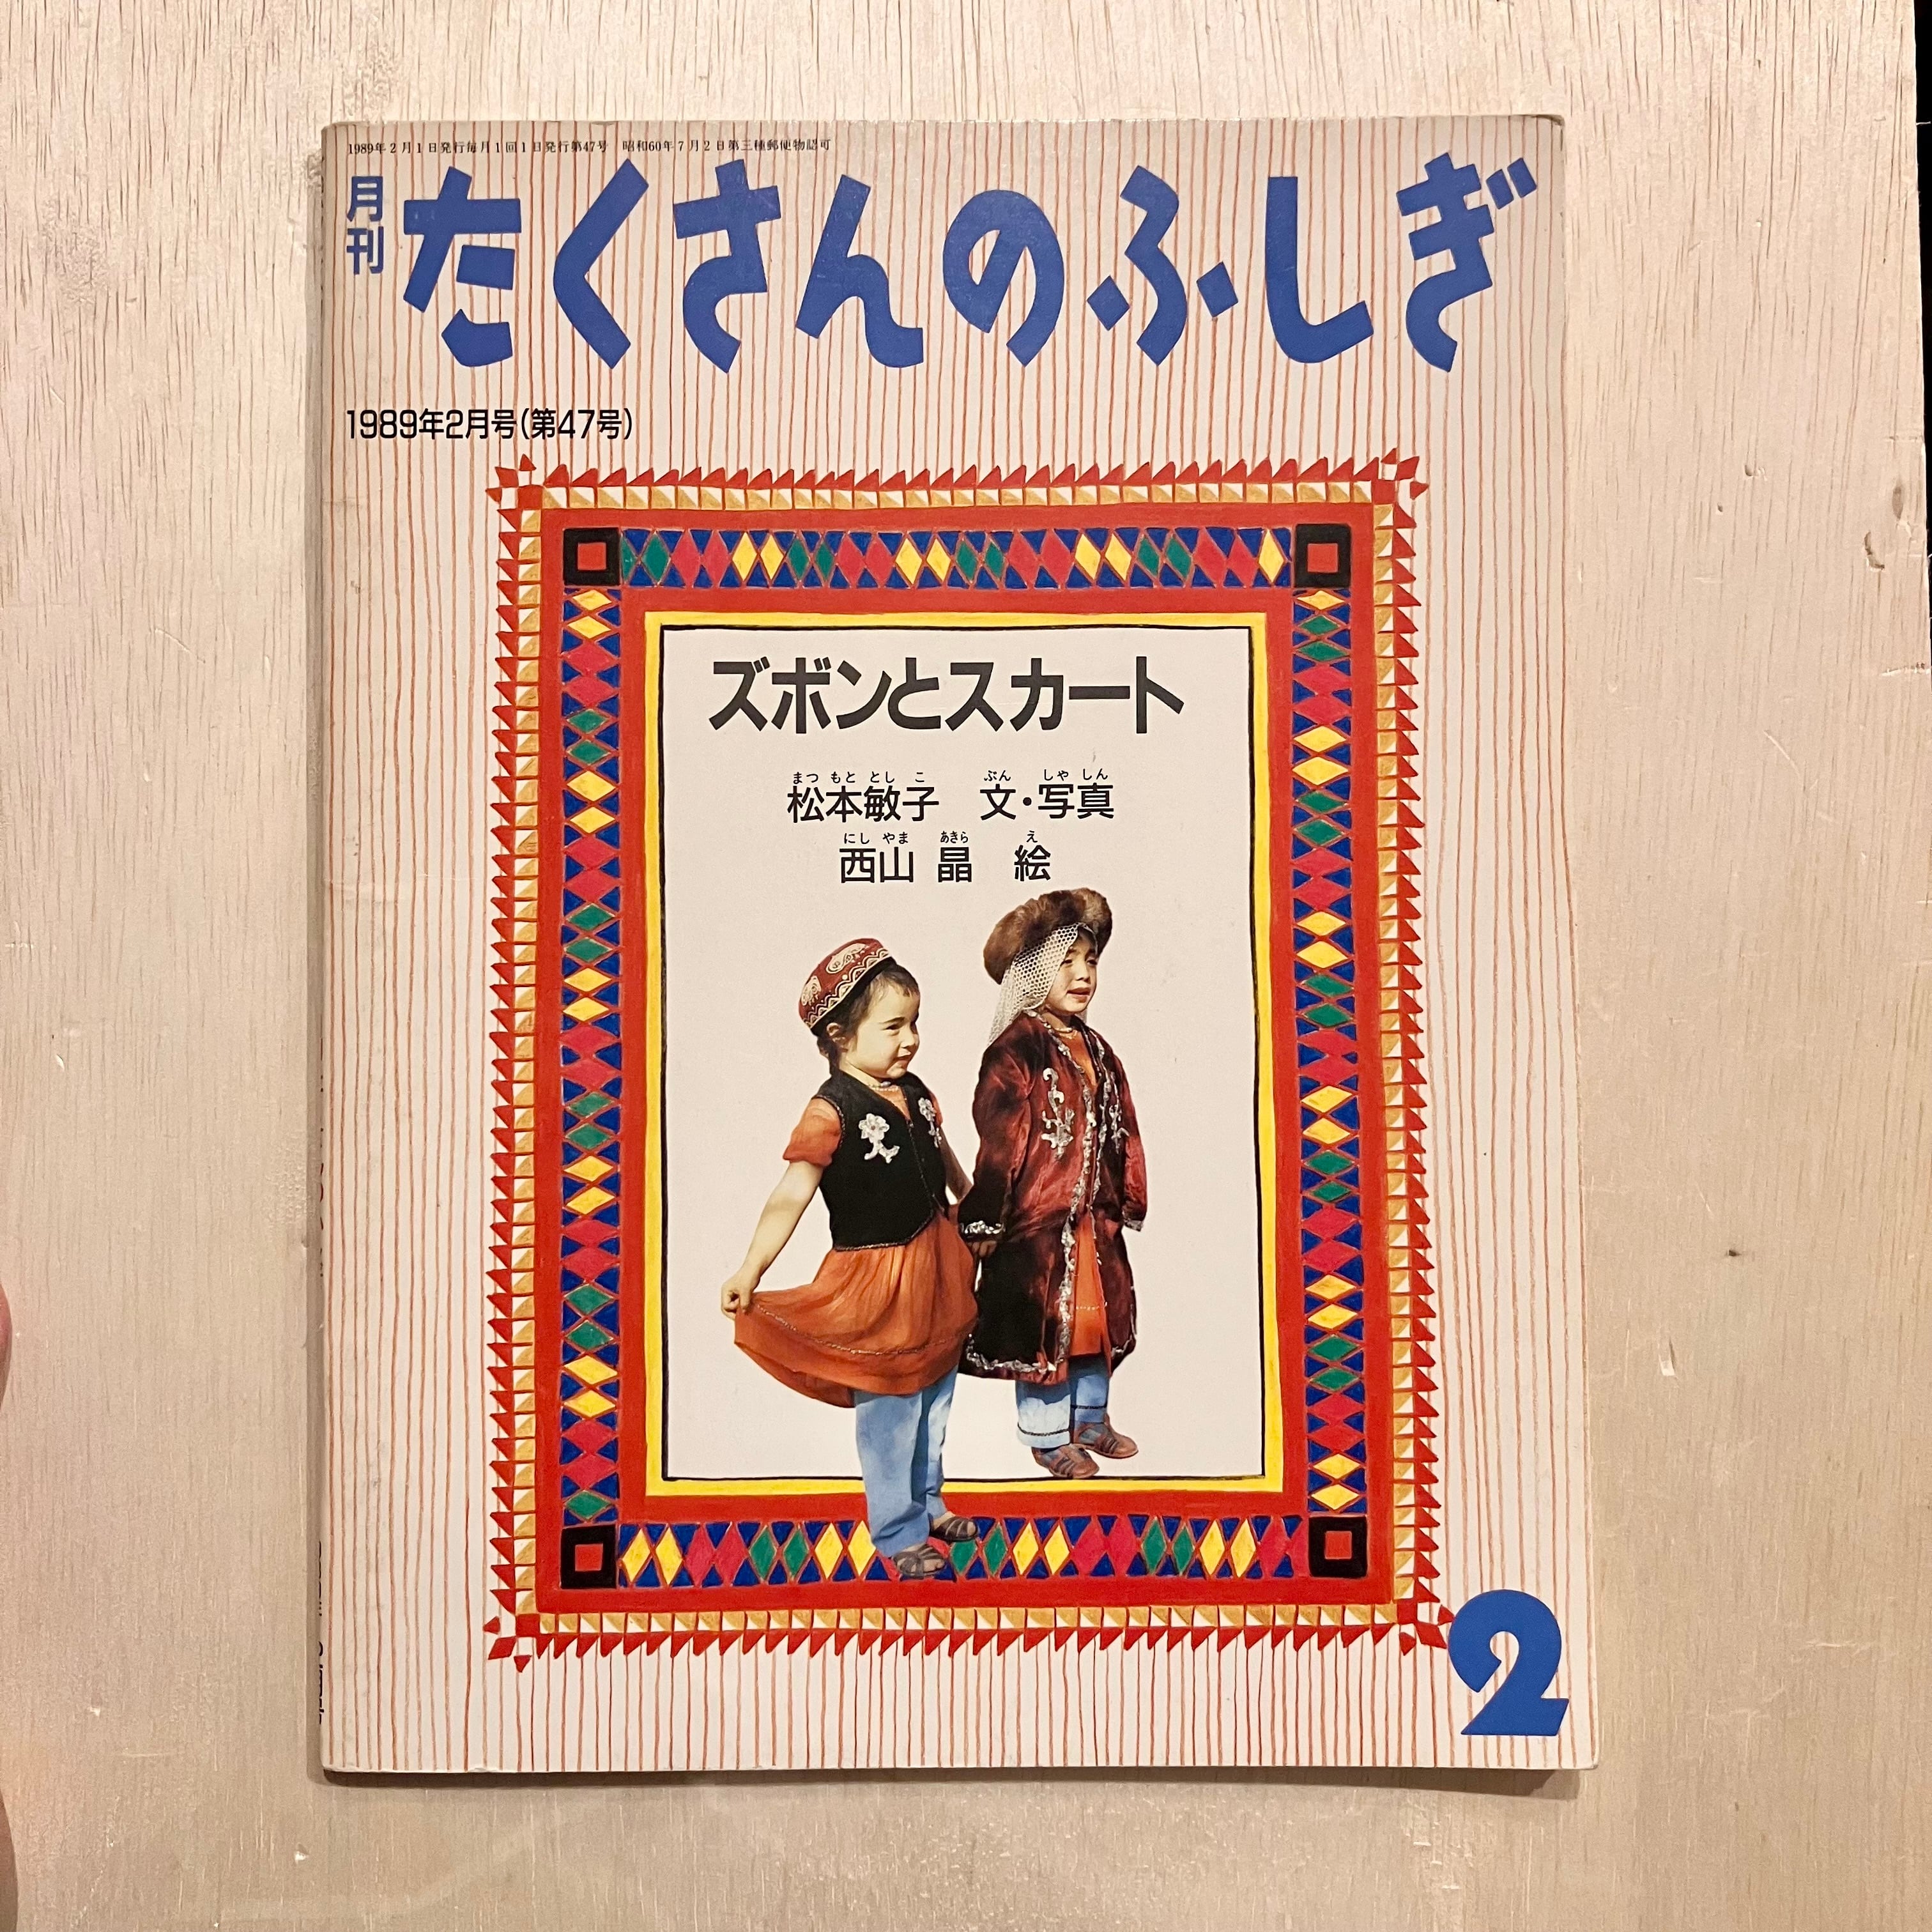 1989年2月1日発行毎月1回1日発行第47号 昭和60年7月2日第三種郵便物認可
月刊
たくさんのふしぎ
1989年2月号(第47号)
ズボンとスカート
まつ もと とし こ ぶん しゃ しん
松本敏子 文・写真
にし やま あきら え
西山 晶 絵
2